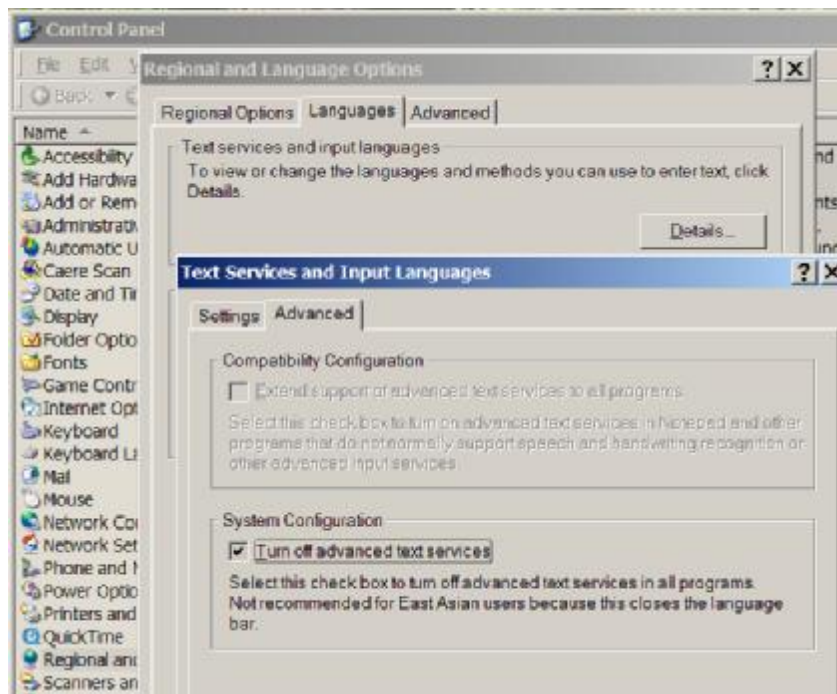 Control Panel
File Edit
Regional and Language Options
Back
Regional Options Languages Advanced
Name
Text services and input languages
To view or change the languages and methods you can use to enter text, click
Details.
Details...
Accessibility
Add Hardwa
Add or Rem
Administrati
Automatic U
Caere Scan
Date and Tir
Display
Folder Optio
Fonts
Game Contr
Internet Opt
Keyboard
Keyboard La
Mail
Mouse
Network Co
Network Set
Phone and
Power Optio
Printers and
QuickTime
Regional an
Scanners an
Text Services and Input Languages
Settings Advanced
Compatibility Configuration
Extend support of advanced text services to all programs.
Select this check box to turn on advanced text services in Notepad and other
programs that do not normally support speech and handwriting recognition or
other advanced input services.
System Configuration
Turn off advanced text services
Select this check box to turn off advanced text services in all programs.
Not recommended for East Asian users because this closes the language
bar.